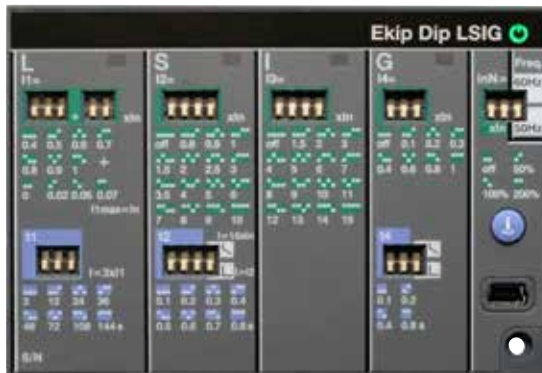 Ekip Dip LSIG
L
S
I
G
I1=
I2=
I3=
I4=
InN=
Freq.
60Hz
50Hz
+
xIn
xIn
xIn
xIn
xIn
0.4 0.5 0.6 0.7
0.8 0.9 1 +
0 0.02 0.05 0.07
I1max=In
off 0.6 0.8 1
1.5 2 2.5 3
3.5 4 5 6
7 8 9 10
off 1.5 2 3
4 5 6 7
8 9 10 11
12 13 14 15
off 0.1 0.2 0.3
0.4 0.6 0.8 1
off 50%
100% 200%
t1
I=3xI1
3 12 24 36
48 72 108 144 s
t2
I=10xIn
I>I2
0.1 0.2 0.3 0.4
0.5 0.6 0.7 0.8 s
t4
0.1 0.2
0.4 0.8 s
S/N